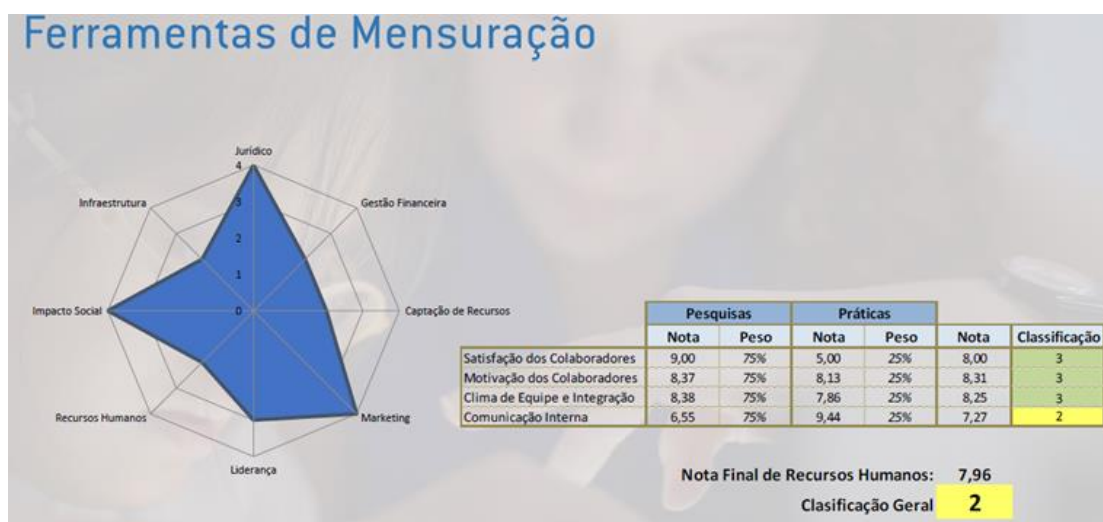 Ferramentas de Mensuração
Jurídico
4
3
2
1
0
Infraestrutura
Gestão Financeira
Impacto Social
Captação de Recursos
Recursos Humanos
Marketing
Liderança
Pesquisas Práticas
Nota Peso Nota Peso Nota Classificação
Satisfação dos Colaboradores 9,00 75% 5,00 25% 8,00 3
Motivação dos Colaboradores 8,37 75% 8,13 25% 8,31 3
Clima de Equipe e Integração 8,38 75% 7,86 25% 8,25 3
Comunicação Interna 6,55 75% 9,44 25% 7,27 2
Nota Final de Recursos Humanos: 7,96
Clasificação Geral 2